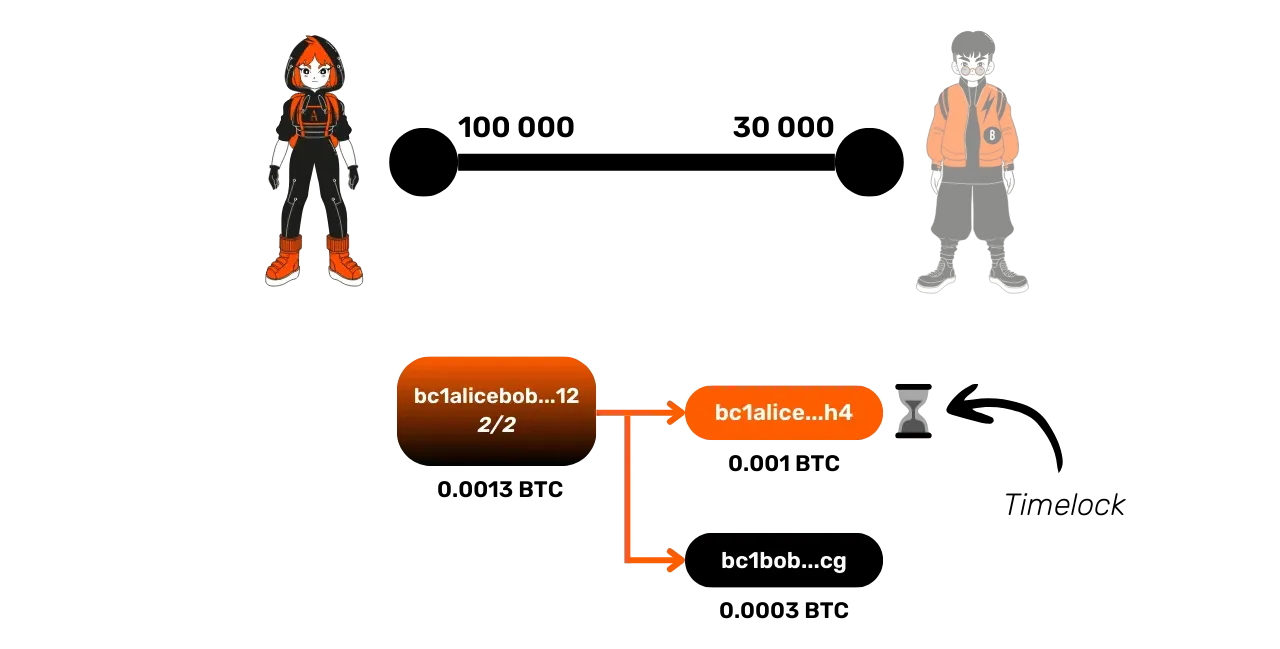 A
B
100 000
30 000
bc1alicebob...12
2/2
0.0013 BTC
bc1alice...h4
0.001 BTC
Timelock
bc1bob...cg
0.0003 BTC